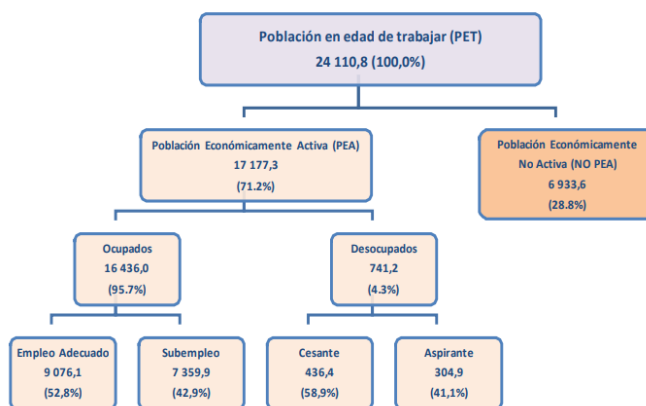 Población en edad de trabajar (PET)
24 110,8 (100,0%)
Población Económicamente Activa (PEA)
17 177,3
(71.2%)
Población Económicamente
No Activa (NO PEA)
6 933,6
(28.8%)
Ocupados
16 436,0
(95.7%)
Desocupados
741,2
(4.3%)
Empleo Adecuado
9 076,1
(52,8%)
Subempleo
7 359,9
(42,9%)
Cesante
436,4
(58,9%)
Aspirante
304,9
(41,1%)